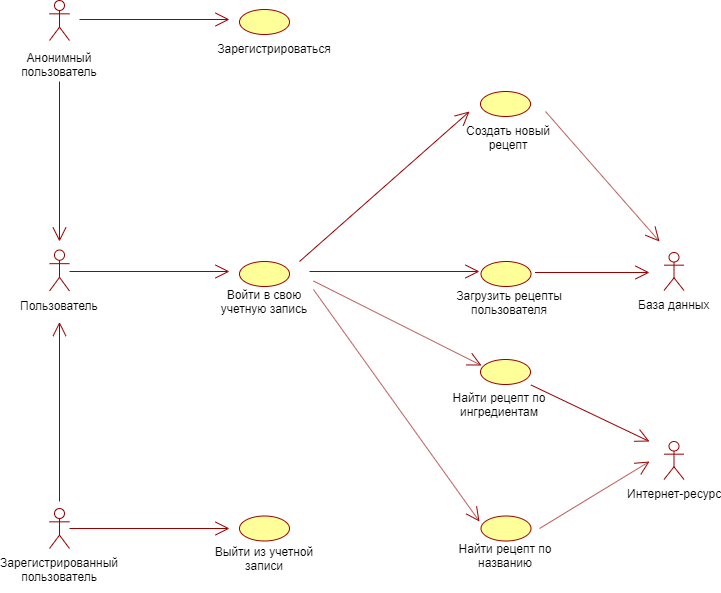 Анонимный
пользователь
Зарегистрироваться
Создать новый
рецепт
Пользователь
Войти в свою
учетную запись
Загрузить рецепты
пользователя
База данных
Найти рецепт по
ингредиентам
Интернет-ресурс
Зарегистрированный
пользователь
Выйти из учетной
записи
Найти рецепт по
названию